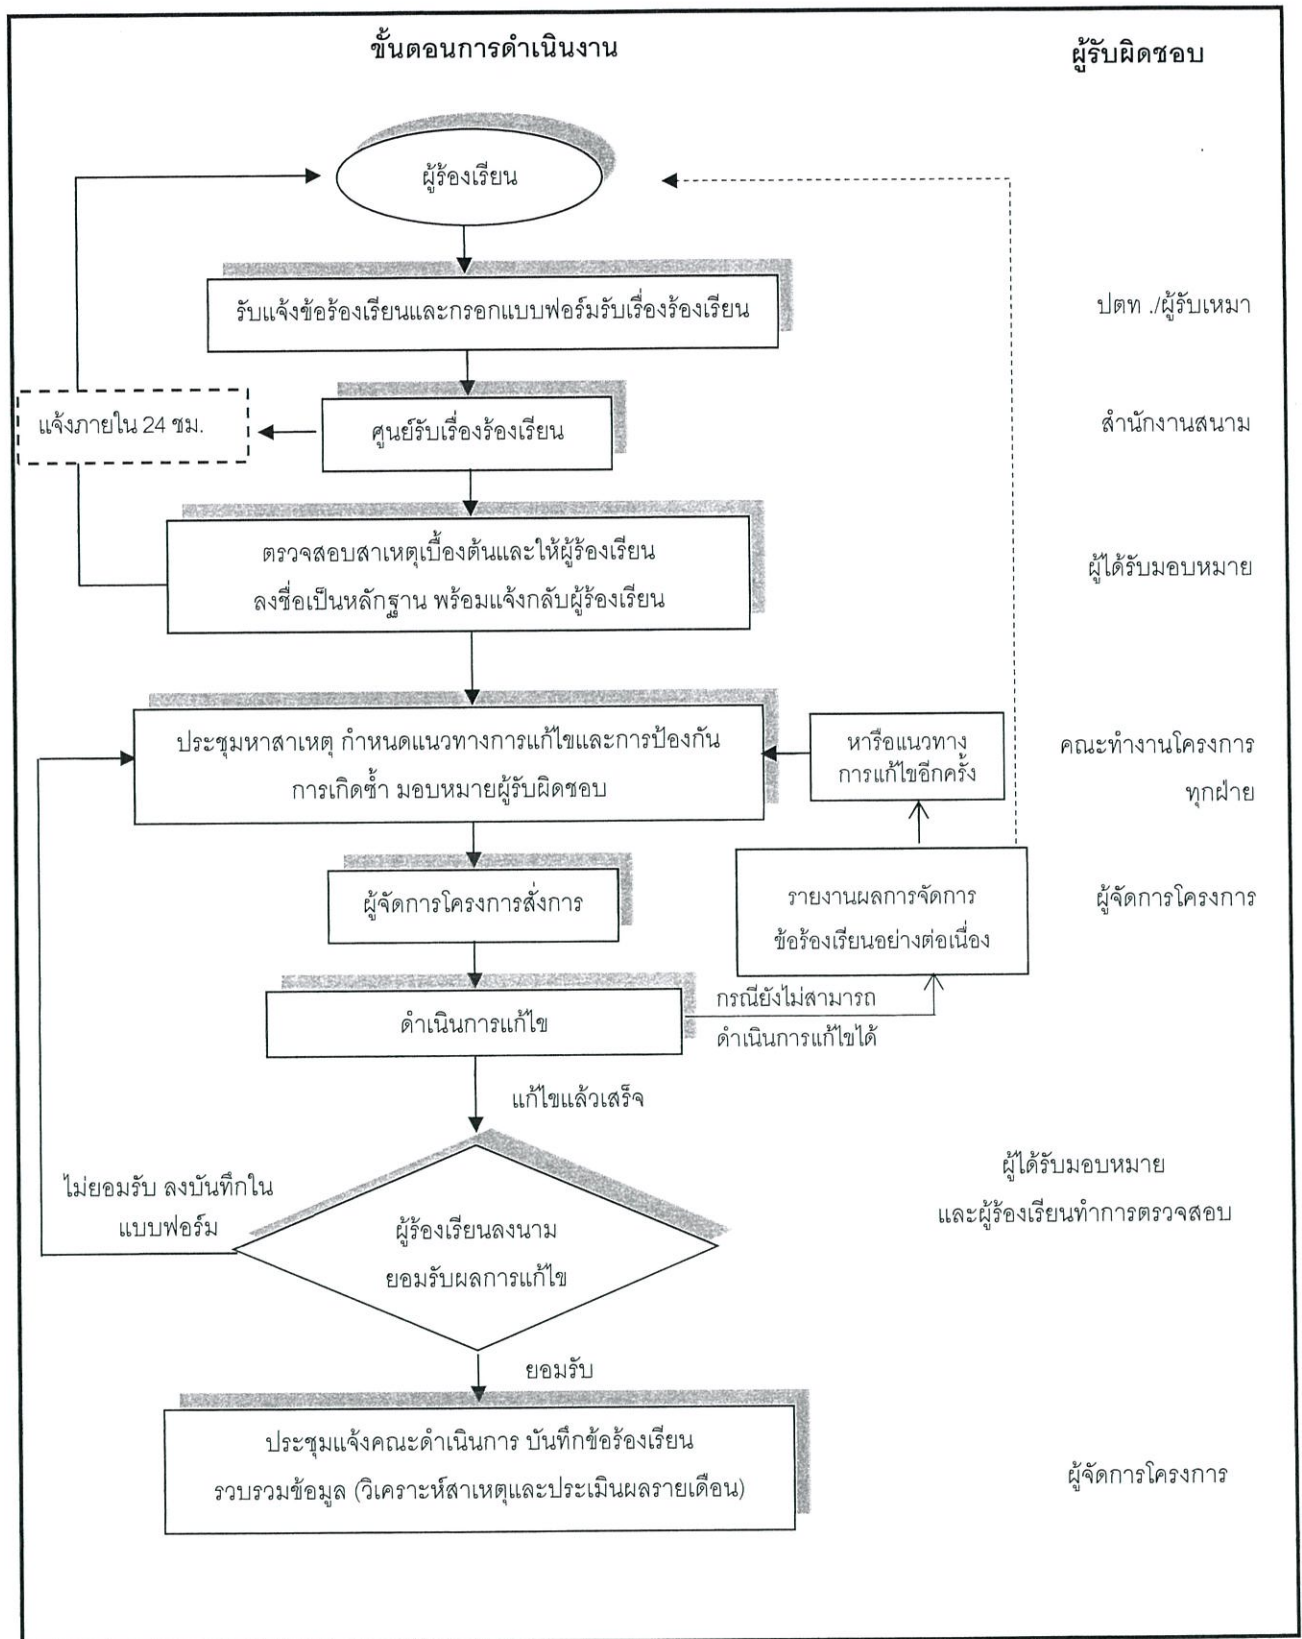 ขั้นตอนการดำเนินงาน
ผู้รับผิดชอบ
ผู้ร้องเรียน
รับแจ้งข้อร้องเรียนและกรอกแบบฟอร์มรับเรื่องร้องเรียน
ปตท ./ผู้รับเหมา
แจ้งภายใน 24 ชม.
ศูนย์รับเรื่องร้องเรียน
สำนักงานสนาม
ตรวจสอบสาเหตุเบื้องต้นและให้ผู้ร้องเรียน
ลงชื่อเป็นหลักฐาน พร้อมแจ้งกลับผู้ร้องเรียน
ผู้ได้รับมอบหมาย
ประชุมหาสาเหตุ กำหนดแนวทางการแก้ไขและการป้องกัน
การเกิดซ้ำ มอบหมายผู้รับผิดชอบ
หารือแนวทาง
การแก้ไขอีกครั้ง
คณะทำงานโครงการ
ทุกฝ่าย
ผู้จัดการโครงการสั่งการ
รายงานผลการจัดการ
ข้อร้องเรียนอย่างต่อเนื่อง
ผู้จัดการโครงการ
ดำเนินการแก้ไข
กรณียังไม่สามารถ
ดำเนินการแก้ไขได้
แก้ไขแล้วเสร็จ
ไม่ยอมรับ ลงบันทึกใน
แบบฟอร์ม
ผู้ร้องเรียนลงนาม
ยอมรับผลการแก้ไข
ผู้ได้รับมอบหมาย
และผู้ร้องเรียนทำการตรวจสอบ
ยอมรับ
ประชุมแจ้งคณะดำเนินการ บันทึกข้อร้องเรียน
รวบรวมข้อมูล (วิเคราะห์สาเหตุและประเมินผลรายเดือน)
ผู้จัดการโครงการ